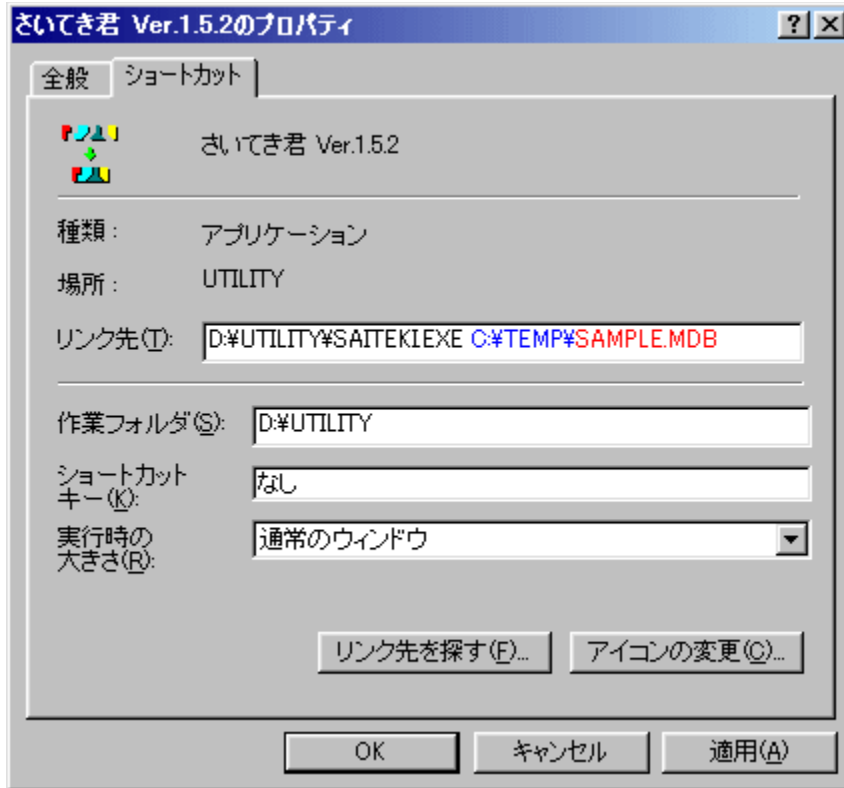 さいてき君 Ver.1.5.2のプロパティ
全般 ショートカット
さいてき君 Ver.1.5.2
種類： アプリケーション
場所： UTILITY
リンク先(T): D:¥UTILITY¥SAITEKI.EXE C:¥TEMP¥SAMPLE.MDB
作業フォルダ(S): D:¥UTILITY
ショートカット
キー(K): なし
実行時の
大きさ(R): 通常のウィンドウ
リンク先を探す(F)... アイコンの変更(C)...
OK キャンセル 適用(A)